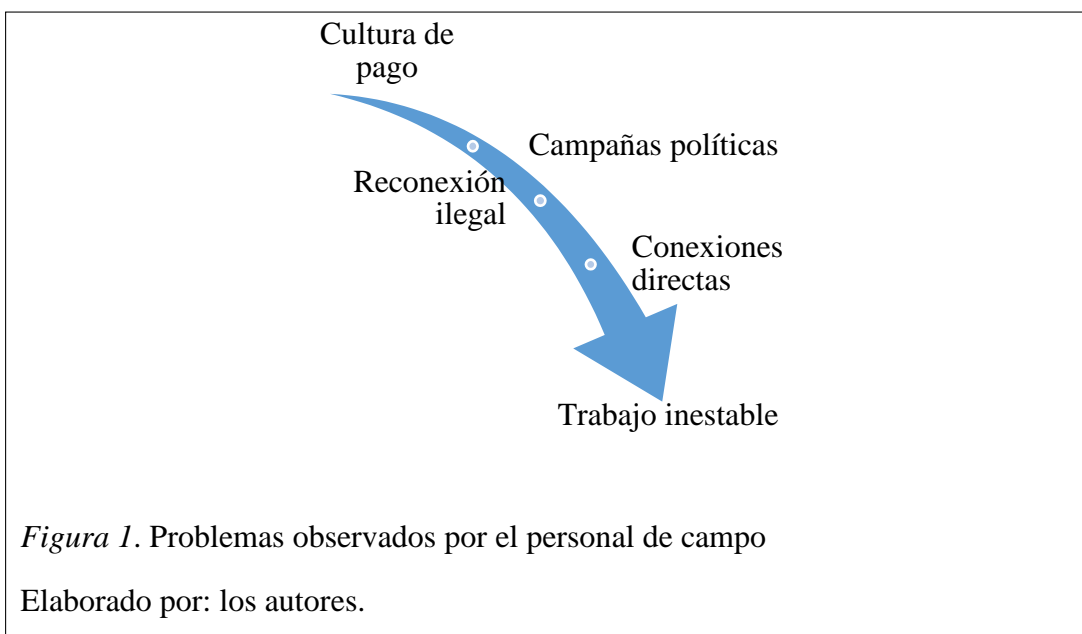 Cultura de
pago
Campañas políticas
Reconexión
ilegal
Conexiones
directas
Trabajo inestable
Figura 1. Problemas observados por el personal de campo
Elaborado por: los autores.